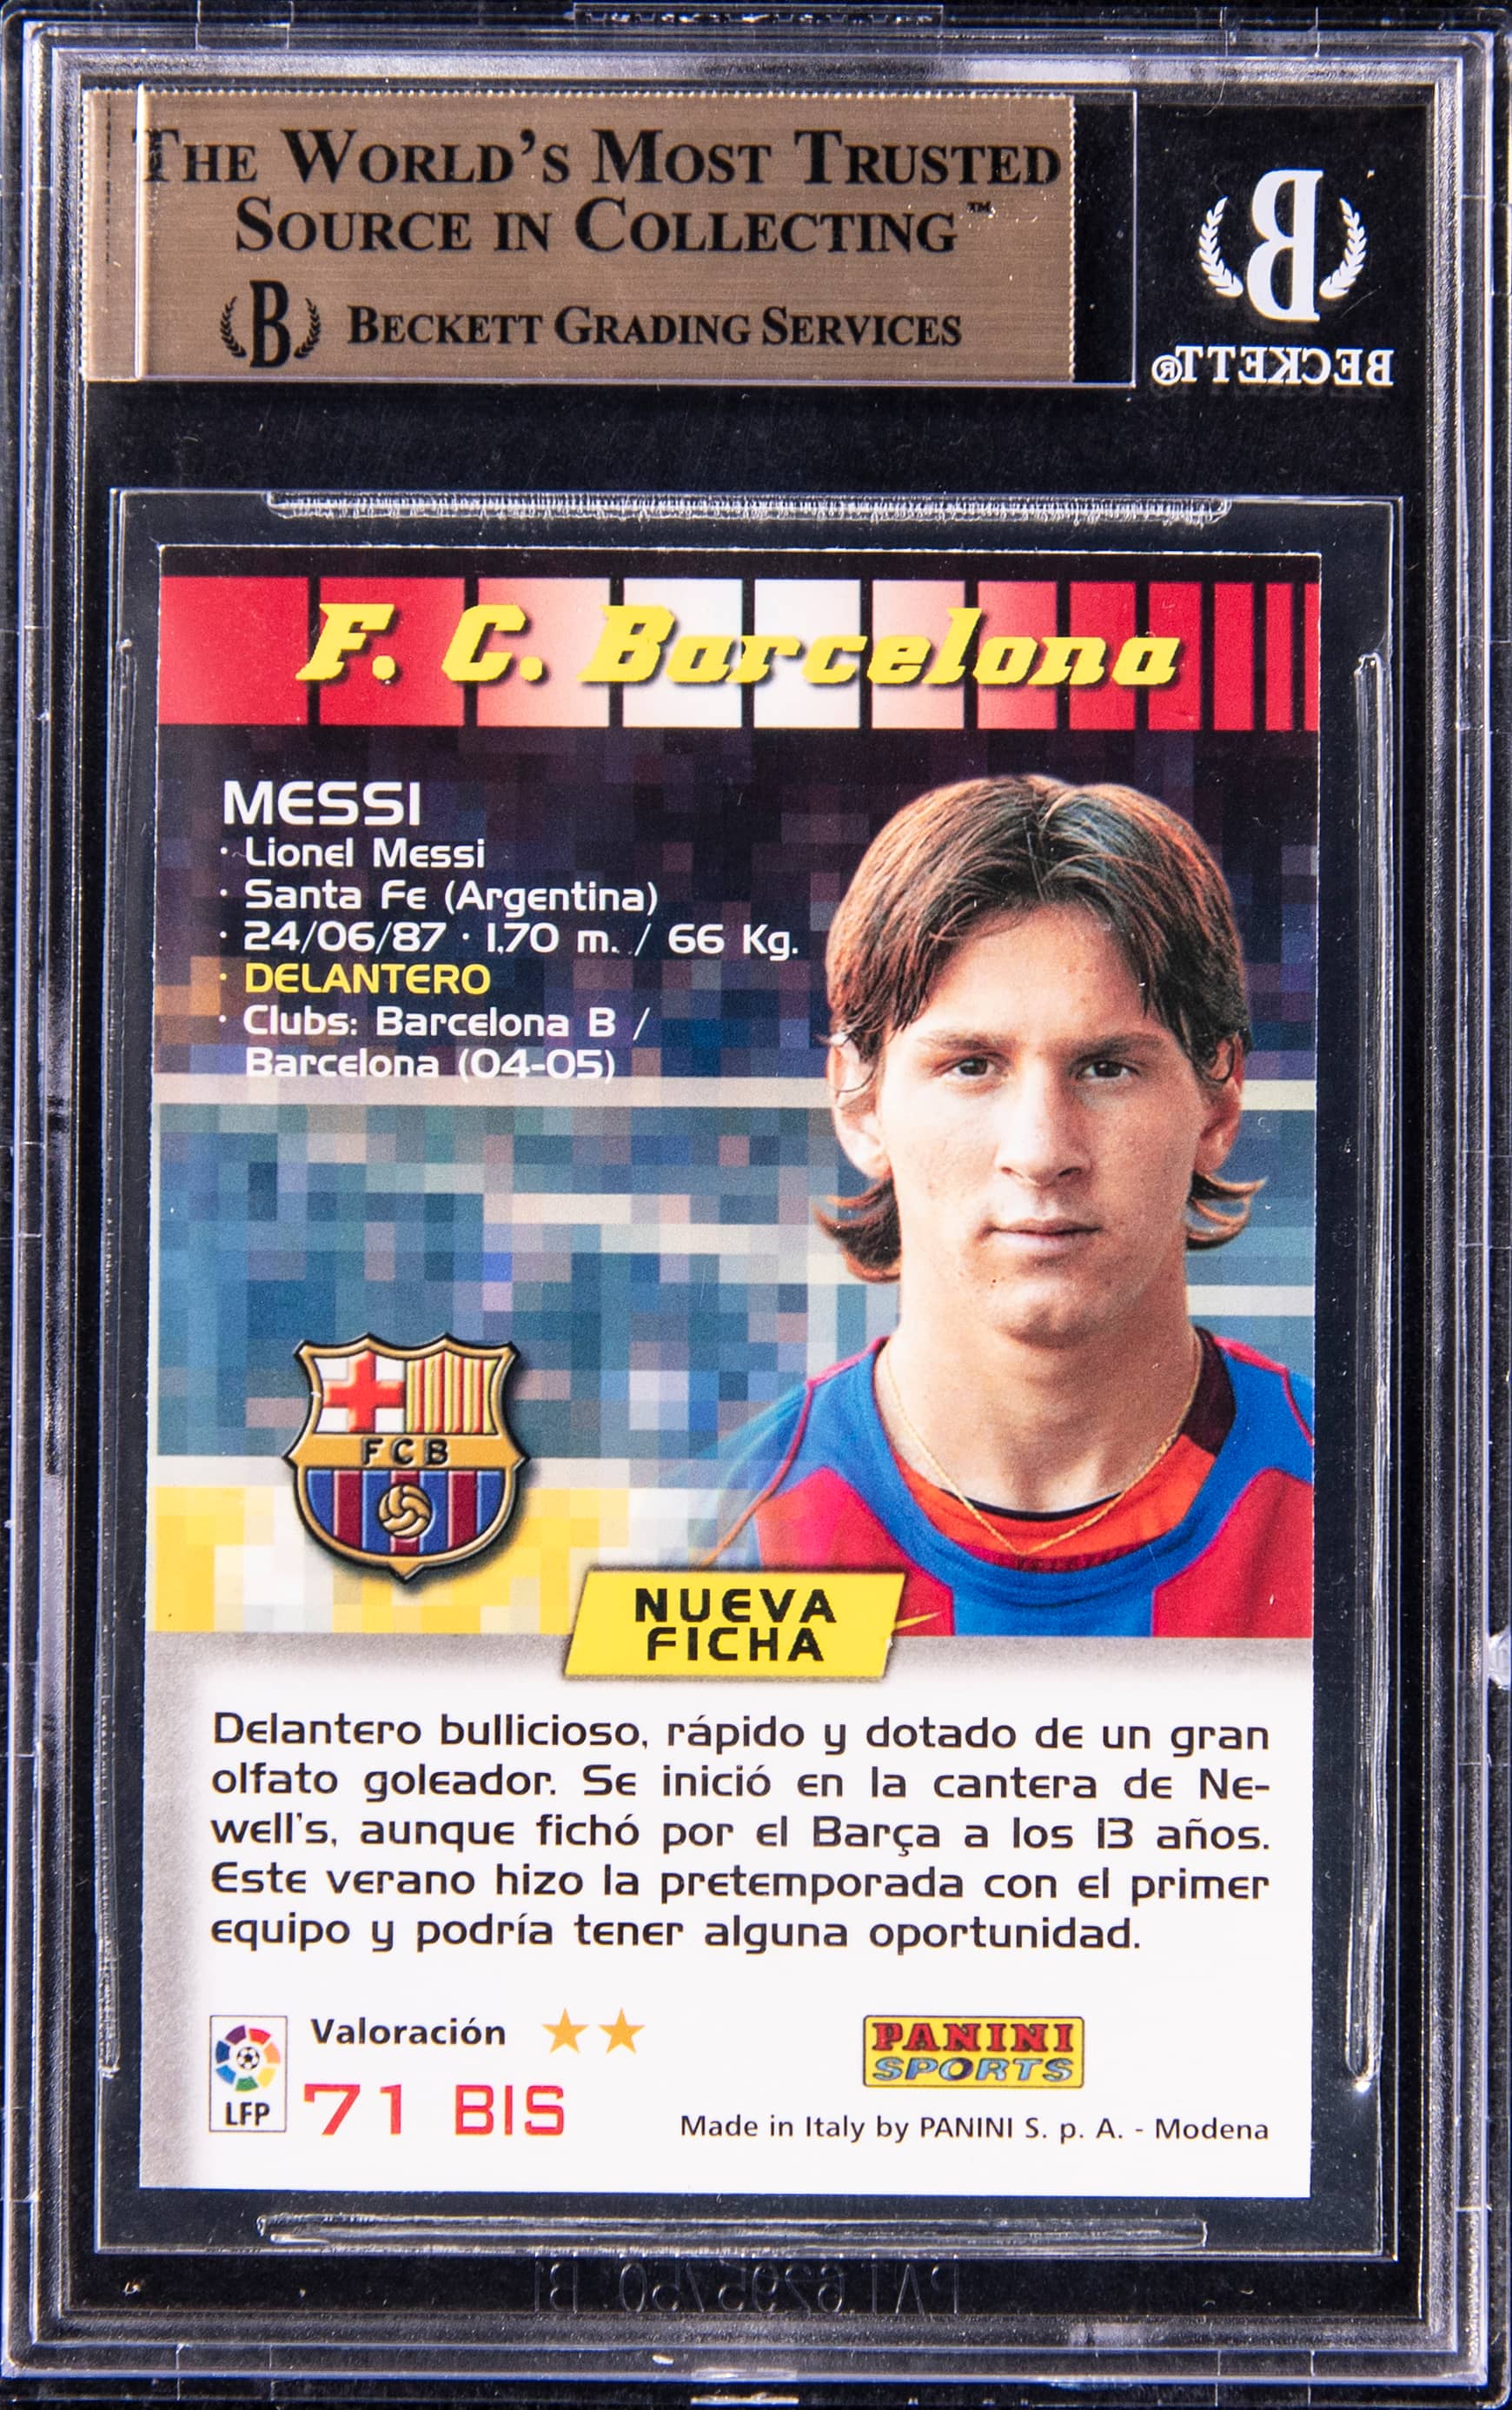 THE WORLD'S MOST TRUSTED
SOURCE IN COLLECTING™
B BECKETT GRADING SERVICES
B
BECKETT®
F. C. Barcelona
MESSI
· Lionel Messi
· Santa Fe (Argentina)
· 24/06/87 · 1,70 m. / 66 Kg.
· DELANTERO
· Clubs: Barcelona B /
Barcelona (04-05)
FCB
NUEVA
FICHA
Delantero bullicioso, rápido y dotado de un gran
olfato goleador. Se inició en la cantera de Ne-
well's, aunque fichó por el Barça a los 13 años.
Este verano hizo la pretemporada con el primer
equipo y podría tener alguna oportunidad.
Valoración ★★
LFP
71 BIS
PANINI
SPORTS
Made in Italy by PANINI S. p. A. - Modena